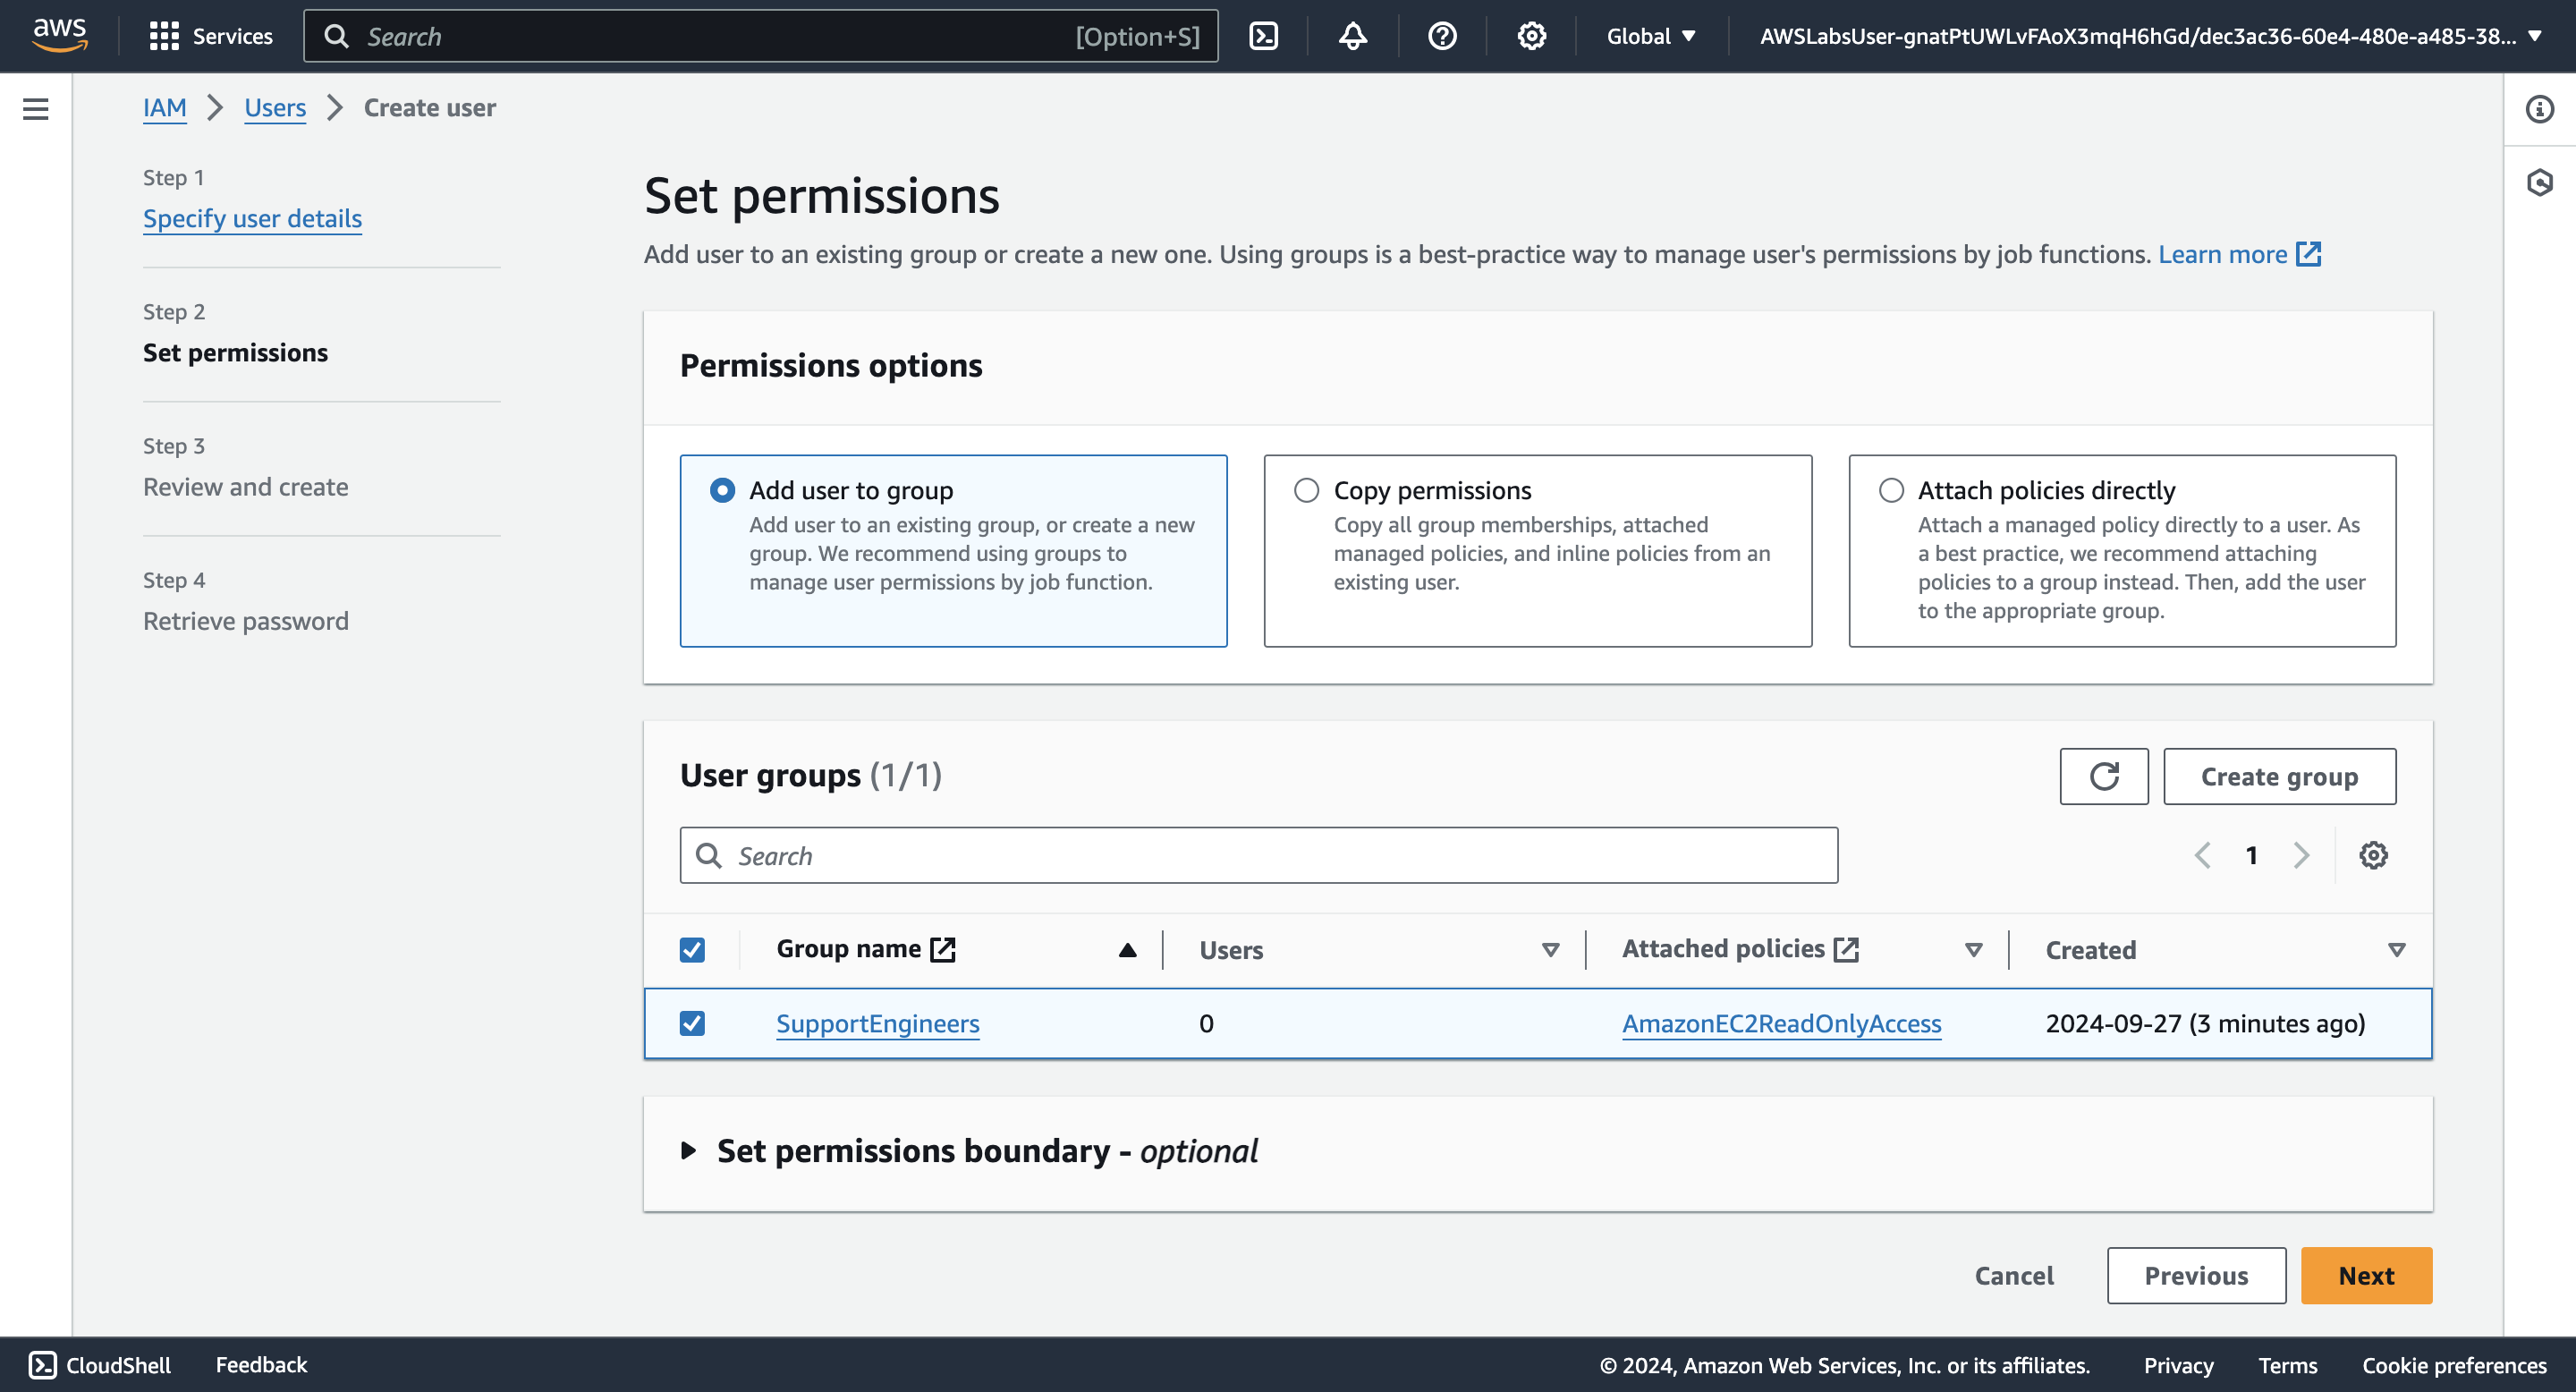 aws
Services
Search
[Option+S]
Global
AWSLabsUser-gnatPtUWLvFAoX3mqH6hGd/dec3ac36-60e4-480e-a485-38...
IAM
Users
Create user
Step 1
Specify user details
Step 2
Set permissions
Step 3
Review and create
Step 4
Retrieve password
Set permissions
Add user to an existing group or create a new one. Using groups is a best-practice way to manage user's permissions by job functions. Learn more
Permissions options
Add user to group
Add user to an existing group, or create a new
group. We recommend using groups to
manage user permissions by job function.
Copy permissions
Copy all group memberships, attached
managed policies, and inline policies from an
existing user.
Attach policies directly
Attach a managed policy directly to a user. As
a best practice, we recommend attaching
policies to a group instead. Then, add the user
to the appropriate group.
User groups (1/1)
Create group
Search
1
Group name
Users
Attached policies
Created
SupportEngineers
0
AmazonEC2ReadOnlyAccess
2024-09-27 (3 minutes ago)
Set permissions boundary - optional
Cancel
Previous
Next
CloudShell
Feedback
© 2024, Amazon Web Services, Inc. or its affiliates.
Privacy
Terms
Cookie preferences